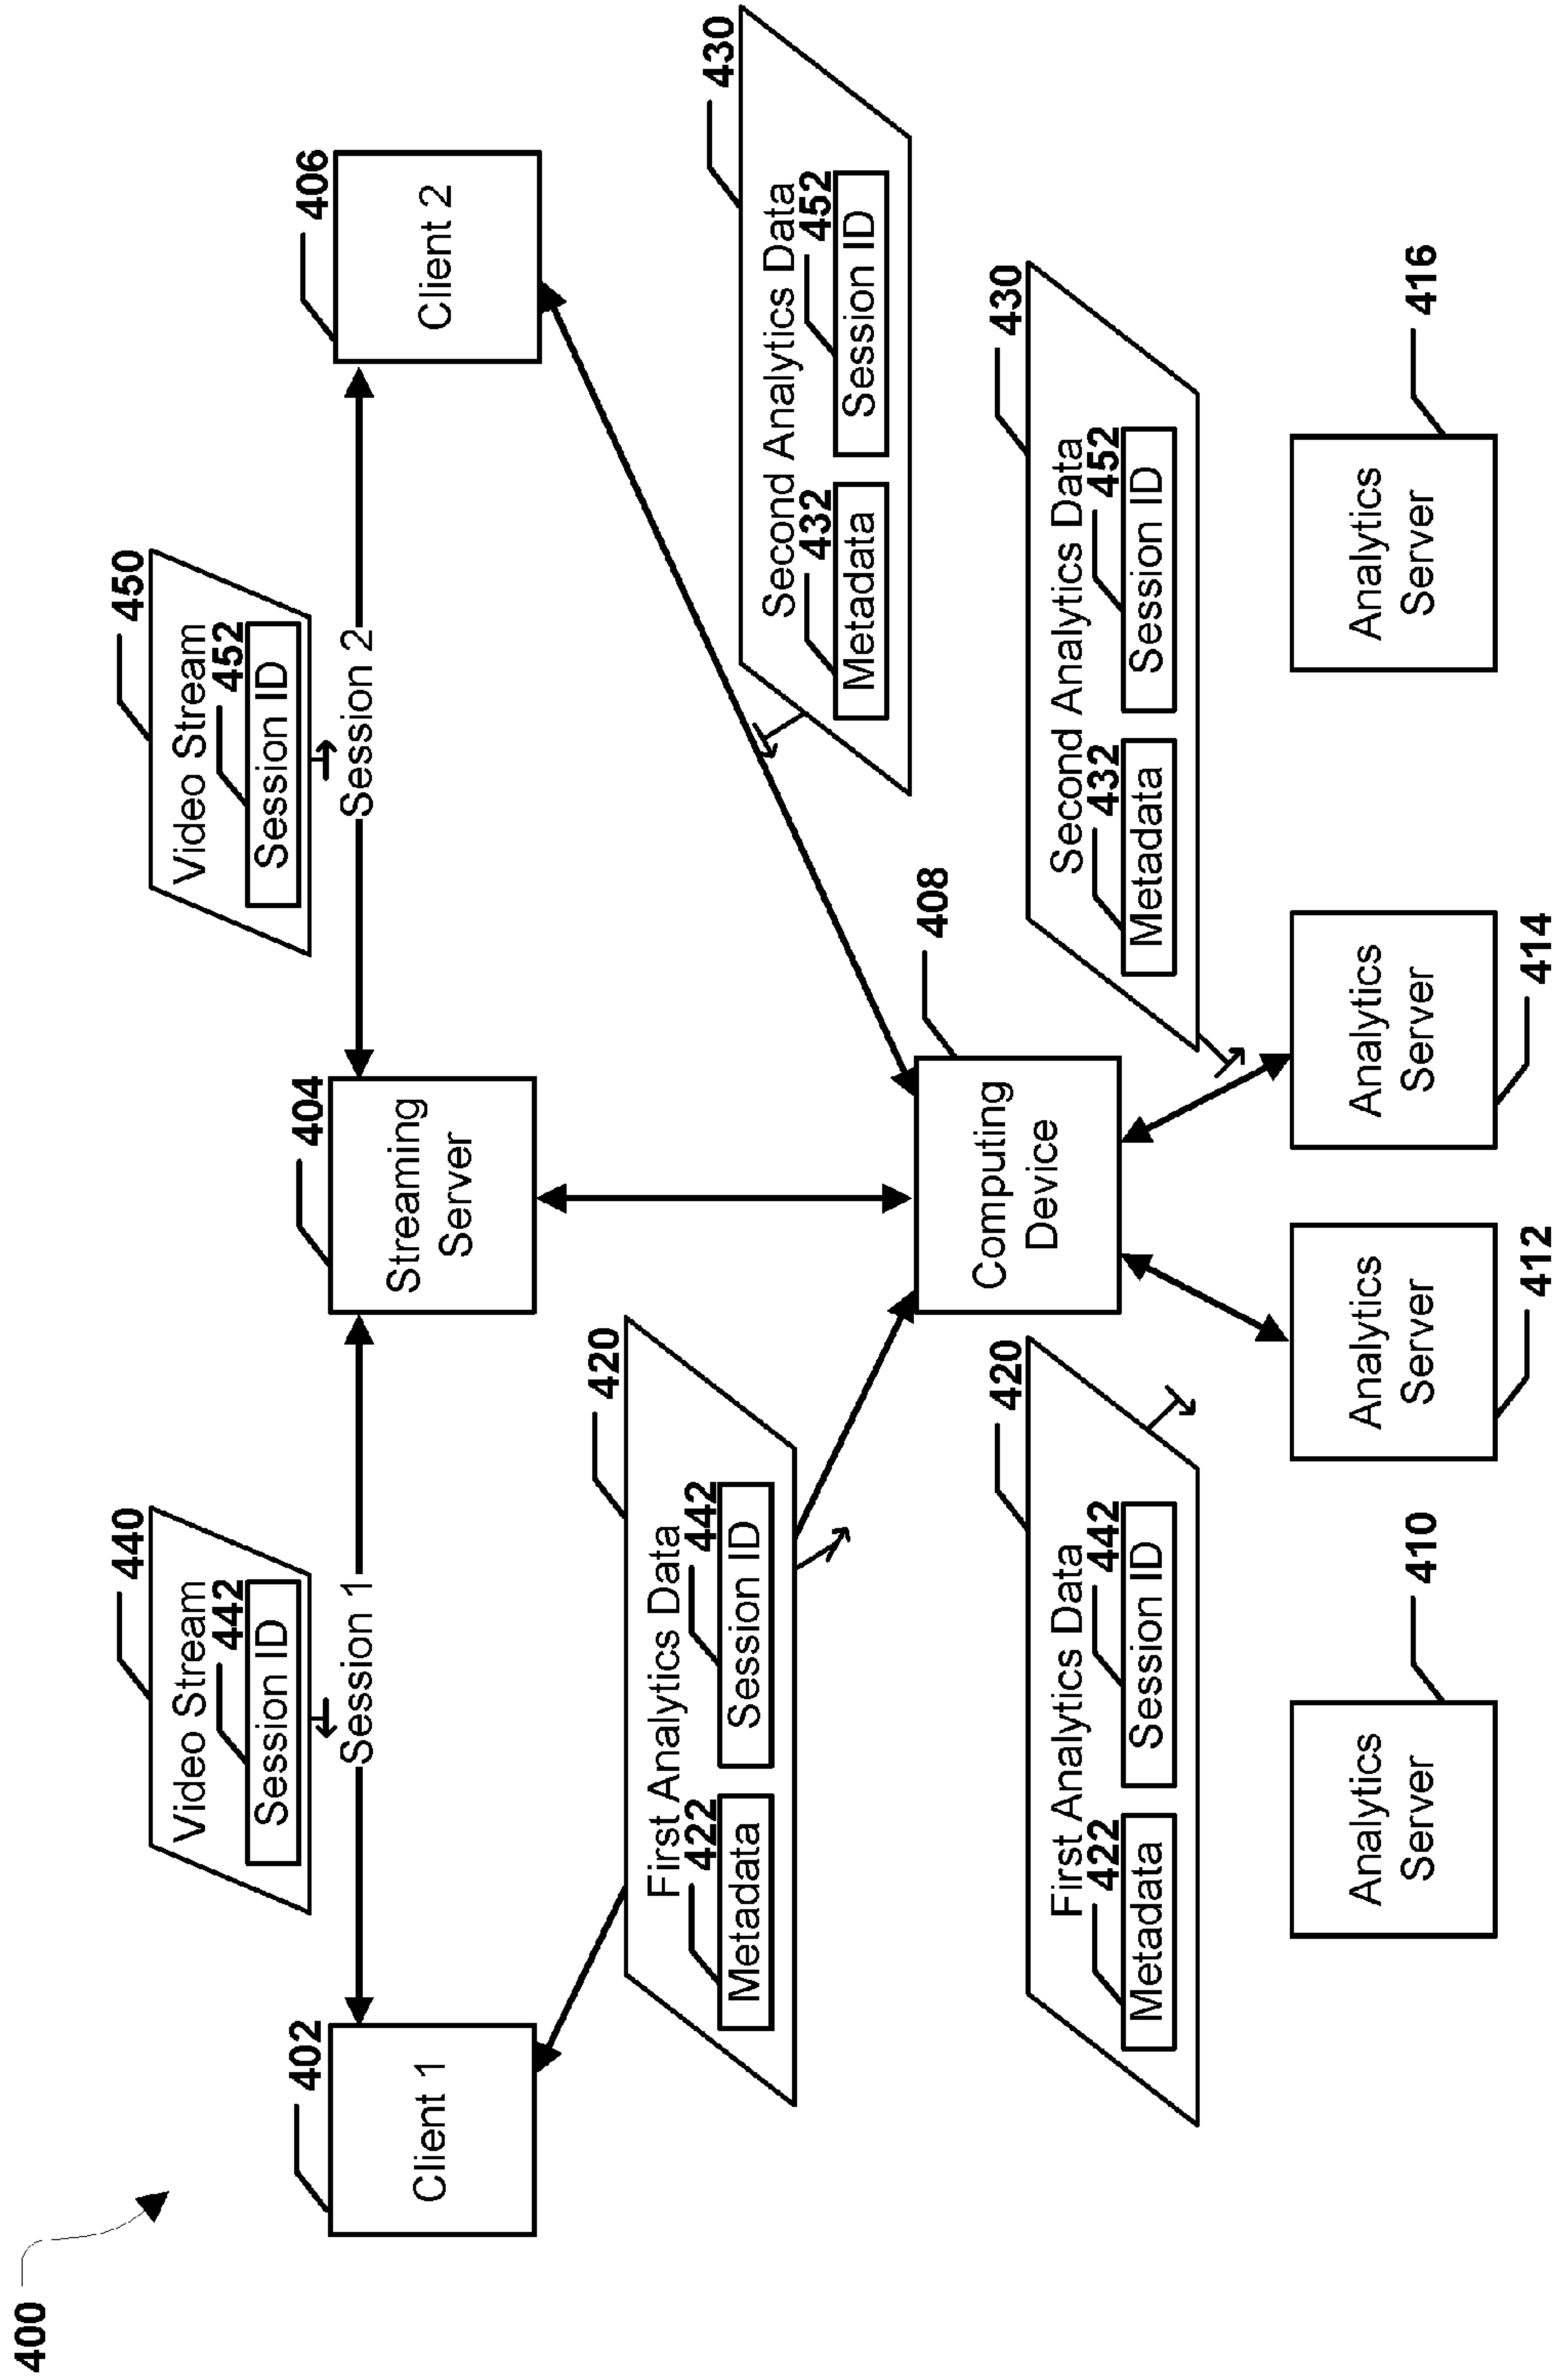 400
440
Video Stream
442
Session ID
450
Video Stream
452
Session ID
402
Client 1
Session 1
404
Streaming
Server
Session 2
406
Client 2
420
First Analytics Data
422
442
Metadata
Session ID
430
Second Analytics Data
432
452
Metadata
Session ID
408
Computing
Device
420
First Analytics Data
422
442
Metadata
Session ID
430
Second Analytics Data
432
452
Metadata
Session ID
Analytics
Server
410
Analytics
Server
412
Analytics
Server
414
Analytics
Server
416